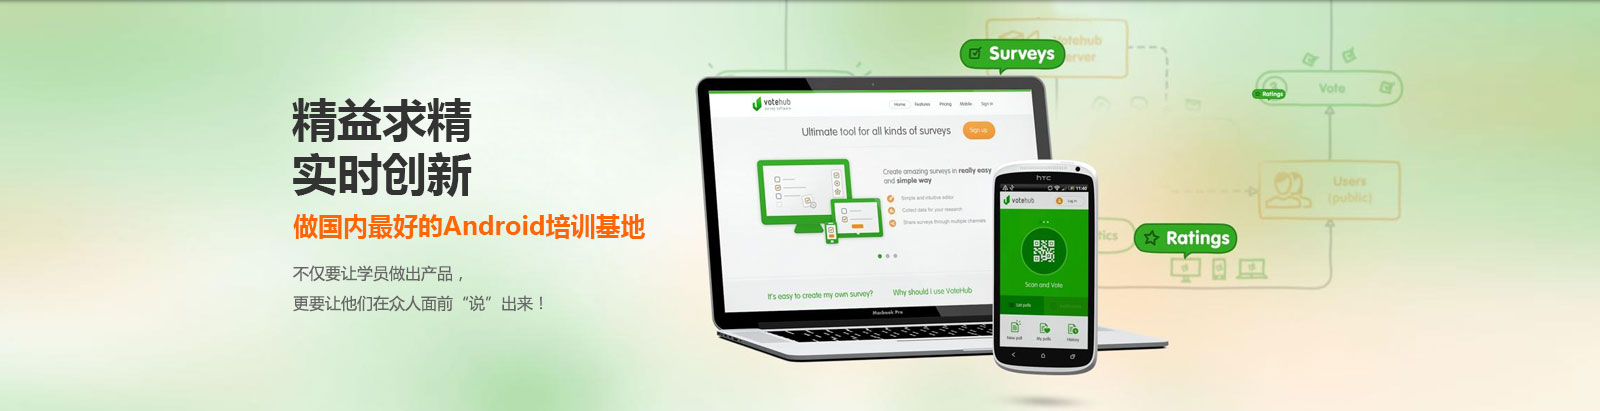 精益求精
实时创新
做国内最好的Android培训基地
不仅要让学员做出产品，
更要让他们在众人面前“说”出来！
Surveys
Votehub
Server
Vote
Ratings
Users
(public)
Ratings
votehub
Home Features Pricing Mobile Sign in
Ultimate tool for all kinds of surveys
Sign up
Create amazing surveys in really easy
and simple way
Simple and intuitive editor
Collect data for your research
Share surveys through multiple channels
It's easy to create my own survey?
Why should I use VoteHub
Macbook Pro
hTC
11:40
votehub
Log in
Scan and Vote
List polls
New poll
My polls
History